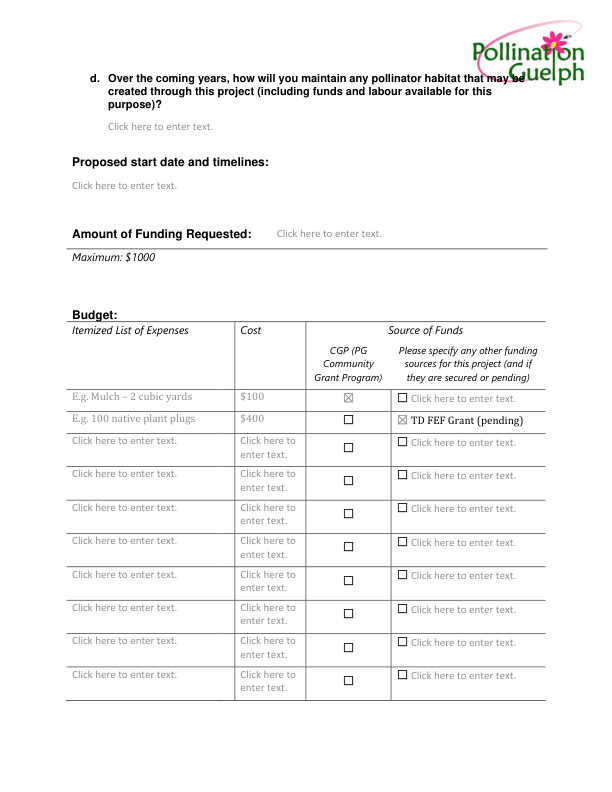 Pollination
Guelph
d. Over the coming years, how will you maintain any pollinator habitat that may be
created through this project (including funds and labour available for this
purpose)?
Click here to enter text.
Proposed start date and timelines:
Click here to enter text.
Amount of Funding Requested: Click here to enter text.
Maximum: $1000
Budget:
Itemized List of Expenses Cost Source of Funds
CGP (PG
Community
Grant Program)
Please specify any other funding
sources for this project (and if
they are secured or pending)
E.g. Mulch – 2 cubic yards $100 ☒ ☐ Click here to enter text.
E.g. 100 native plant plugs $400 ☐ ☒ TD FEF Grant (pending)
Click here to enter text. Click here to
enter text. ☐ ☐ Click here to enter text.
Click here to enter text. Click here to
enter text. ☐ ☐ Click here to enter text.
Click here to enter text. Click here to
enter text. ☐ ☐ Click here to enter text.
Click here to enter text. Click here to
enter text. ☐ ☐ Click here to enter text.
Click here to enter text. Click here to
enter text. ☐ ☐ Click here to enter text.
Click here to enter text. Click here to
enter text. ☐ ☐ Click here to enter text.
Click here to enter text. Click here to
enter text. ☐ ☐ Click here to enter text.
Click here to enter text. Click here to
enter text. ☐ ☐ Click here to enter text.